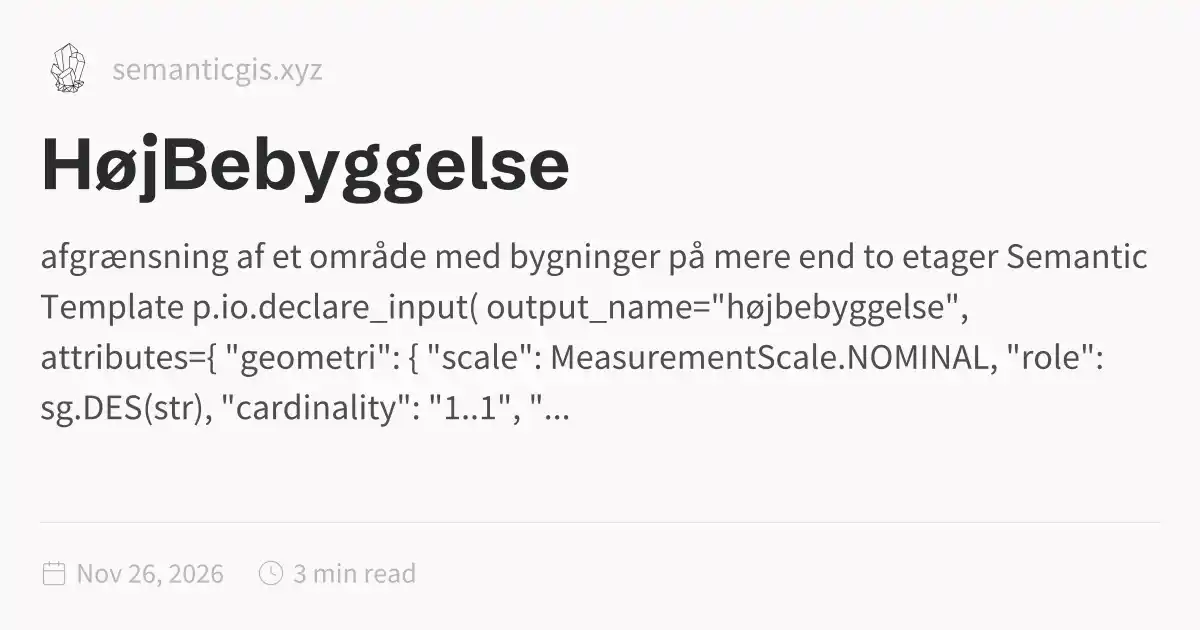 semanticgis.xyz
HøjBebyggelse
afgrænsning af et område med bygninger på mere end to etager Semantic
Template p.io.declare_input( output_name="højbebyggelse",
attributes={ "geometri": { "scale": MeasurementScale.NOMINAL, "role":
sg.DES(str), "cardinality": "1..1", "...
Nov 26, 2026 3 min read